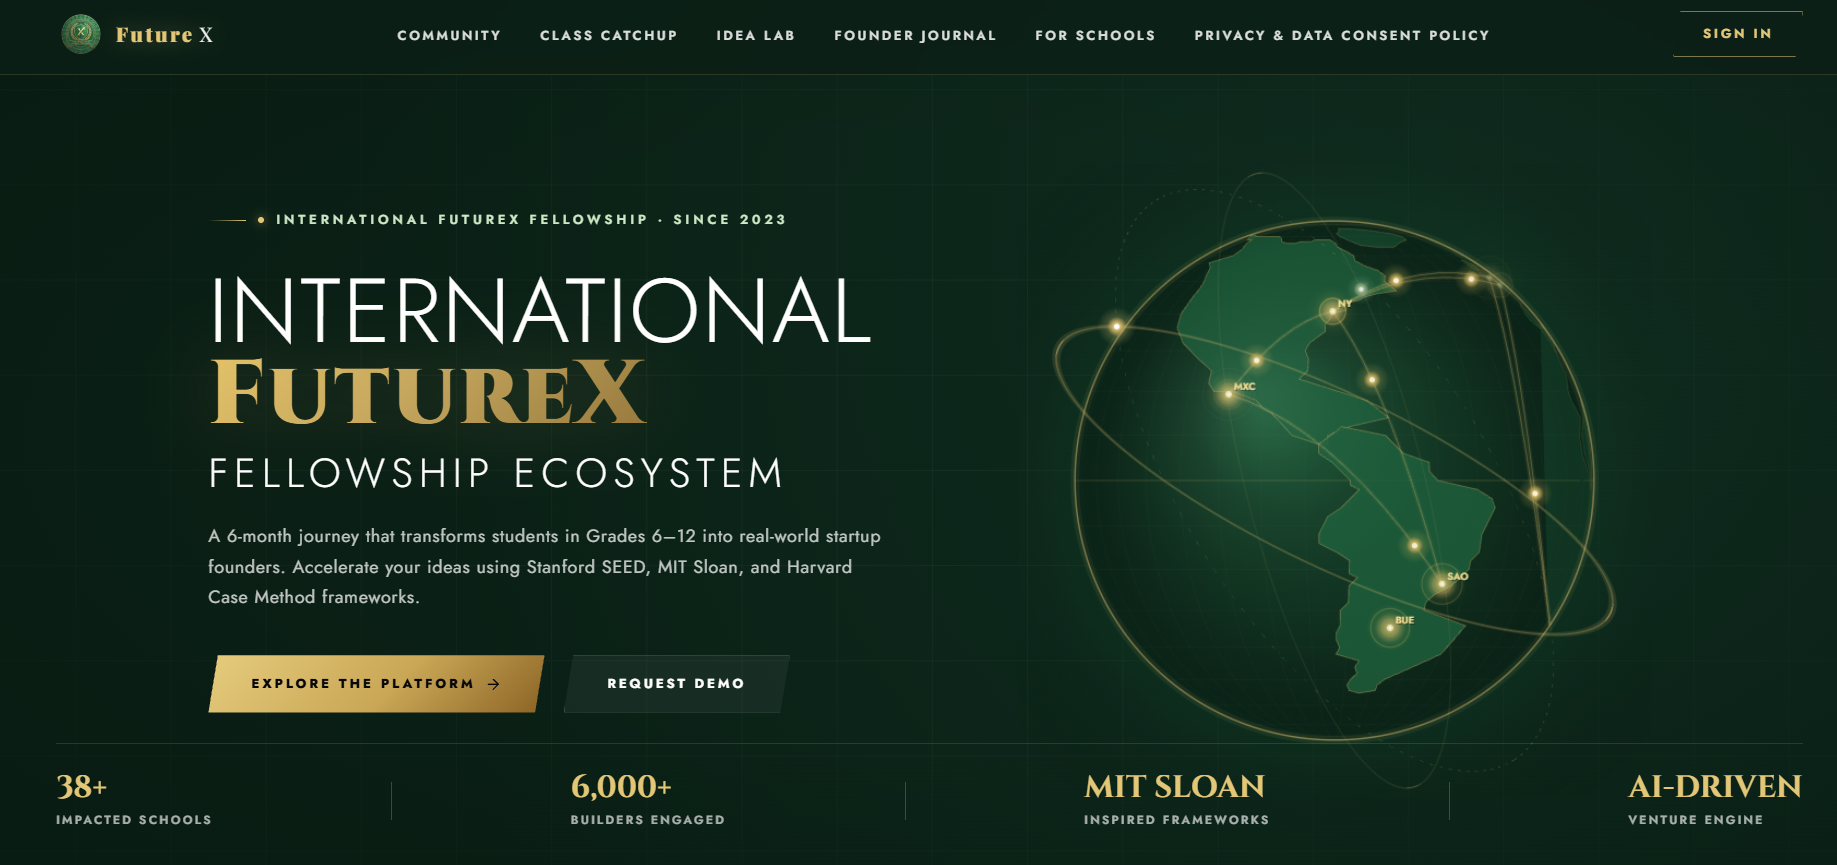 Future X
COMMUNITY
CLASS CATCHUP
IDEA LAB
FOUNDER JOURNAL
FOR SCHOOLS
PRIVACY & DATA CONSENT POLICY
SIGN IN
INTERNATIONAL FUTUREX FELLOWSHIP · SINCE 2023
INTERNATIONAL
FUTUREX
FELLOWSHIP ECOSYSTEM
A 6-month journey that transforms students in Grades 6–12 into real-world startup
founders. Accelerate your ideas using Stanford SEED, MIT Sloan, and Harvard
Case Method frameworks.
EXPLORE THE PLATFORM →
REQUEST DEMO
NY
MXC
SAO
BUE
38+
IMPACTED SCHOOLS
6,000+
BUILDERS ENGAGED
MIT SLOAN
INSPIRED FRAMEWORKS
AI-DRIVEN
VENTURE ENGINE